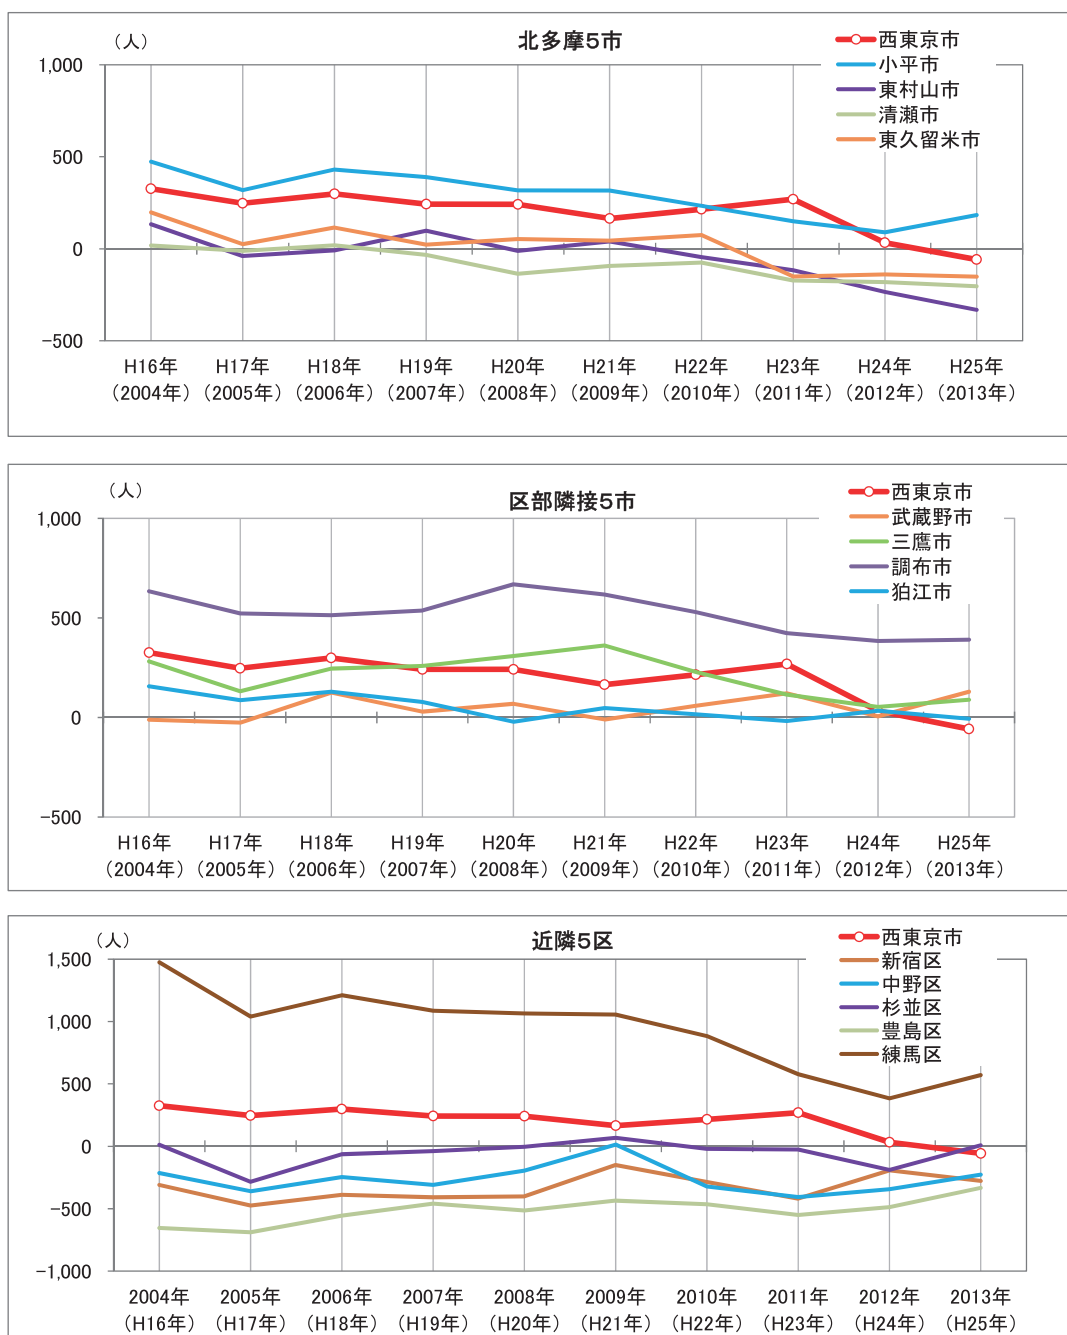 (人)
北多摩5市
西東京市
小平市
東村山市
清瀬市
東久留米市
1,000
500
0
-500
H16年 H17年 H18年 H19年 H20年 H21年 H22年 H23年 H24年 H25年
(2004年) (2005年) (2006年) (2007年) (2008年) (2009年) (2010年) (2011年) (2012年) (2013年)
(人)
区部隣接5市
西東京市
武蔵野市
三鷹市
調布市
狛江市
1,000
500
0
-500
H16年 H17年 H18年 H19年 H20年 H21年 H22年 H23年 H24年 H25年
(2004年) (2005年) (2006年) (2007年) (2008年) (2009年) (2010年) (2011年) (2012年) (2013年)
(人)
近隣5区
西東京市
新宿区
中野区
杉並区
豊島区
練馬区
1,500
1,000
500
0
-500
-1,000
2004年 2005年 2006年 2007年 2008年 2009年 2010年 2011年 2012年 2013年
(H16年) (H17年) (H18年) (H19年) (H20年) (H21年) (H22年) (H23年) (H24年) (H25年)